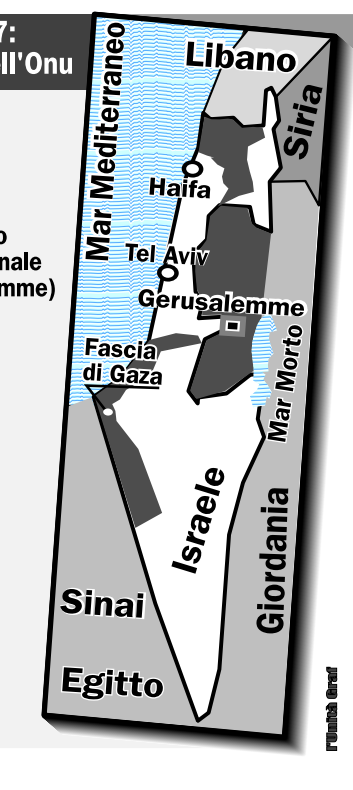 7:
ll'Onu
nale
mme)
Mar Mediterraneo
Libano
Siria
Haifa
Tel Aviv
Gerusalemme
Fascia
di Gaza
Mar Morto
Israele
Giordania
Sinai
Egitto
l'Unità Graf